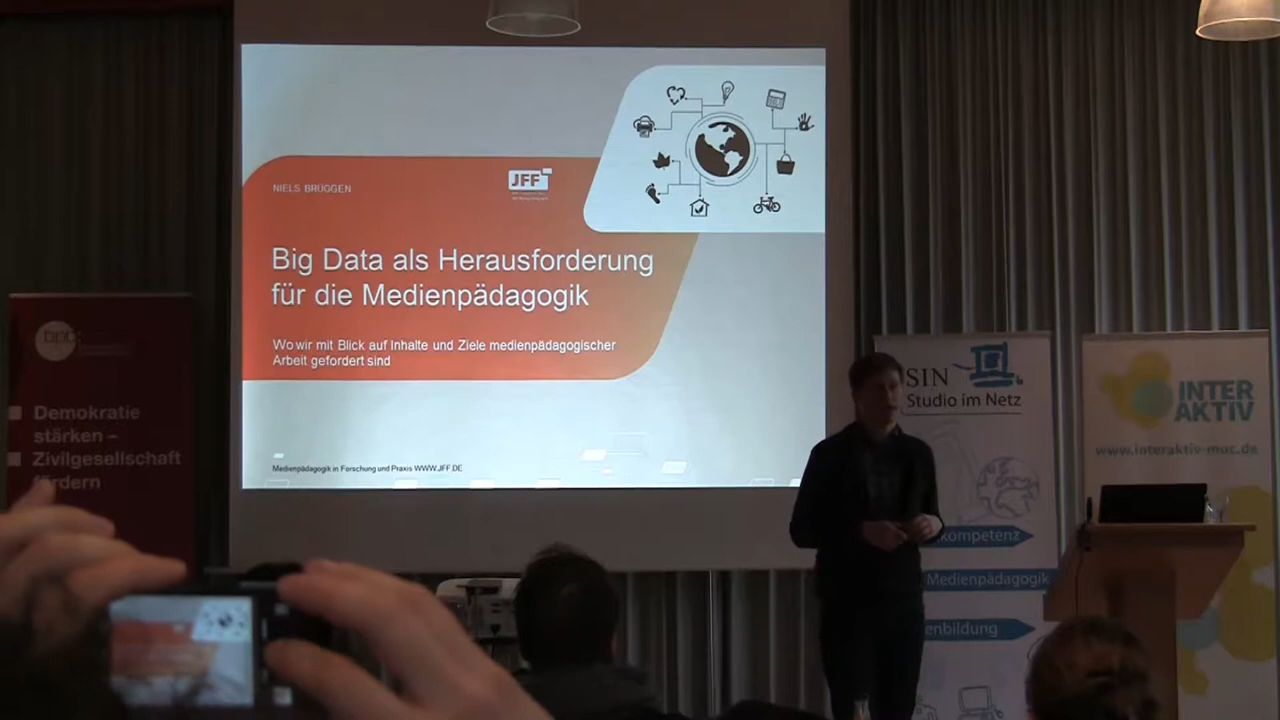 NIELS BRÜGGEN
JFF
Big Data als Herausforderung
für die Medienpädagogik
Wo wir mit Blick auf Inhalte und Ziele medienpädagogischer
Arbeit gefordert sind
Medienpädagogik in Forschung und Praxis WWW.JFF.DE
bpb:
Demokratie
stärken –
Zivilgesellschaft
fördern
SIN
Studio im Netz
kompetenz
Medienpädagogik
enbildung
INTER
AKTIV
www.interaktiv-muc.de